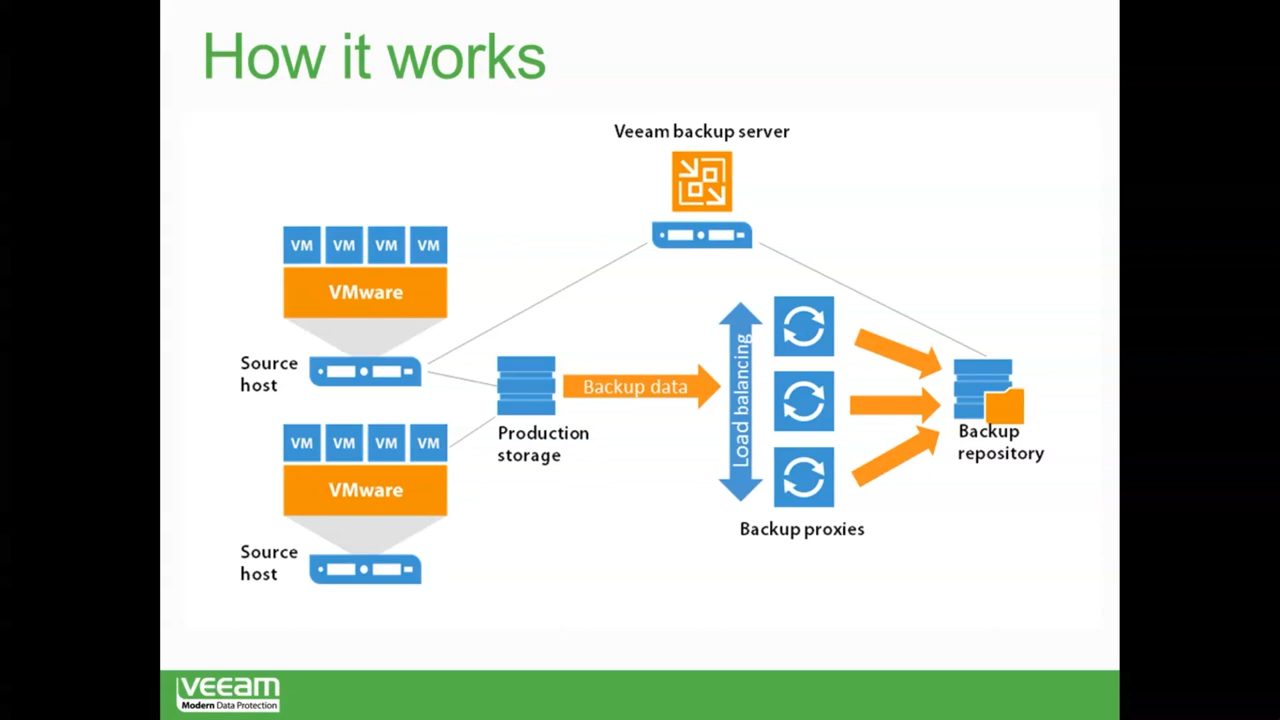 How it works
Veeam backup server
VM VM VM VM
VMware
Source
host
Production
storage
Backup data
Load balancing
Backup proxies
Backup
repository
VM VM VM VM
VMware
Source
host
veeam
Modern Data Protection